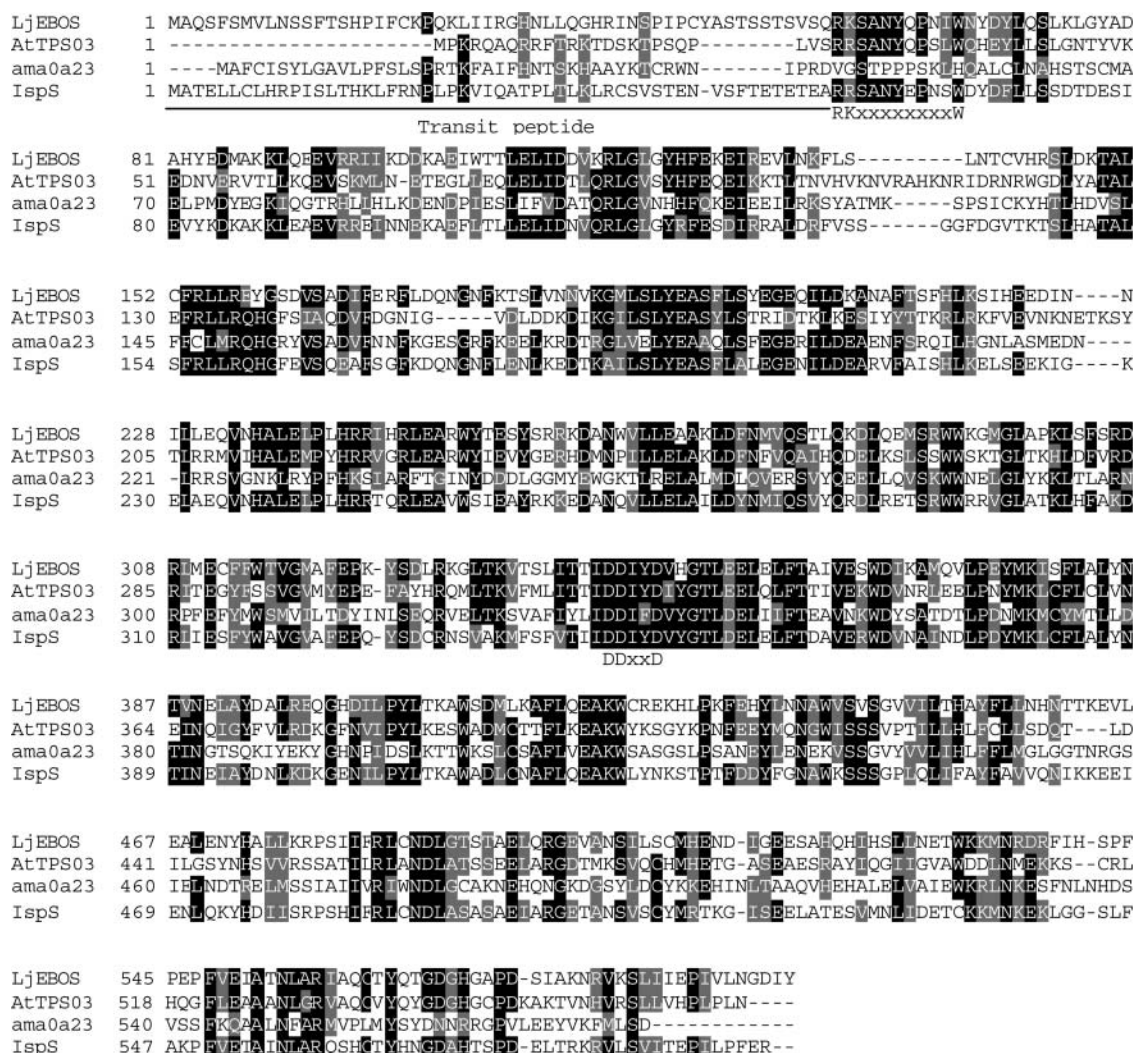 LjEBOS 1 MAQSFSMVLNSSFTSHPIFCKPQKLIIRGHNLLQGHRINSPIPCYASTSSTSVSQRKSANYQPNIWNYDYLQSLKLGYAD
AtTPS03 1 ----------------------MPKRQAQRRFTRKTDSKTPSQP--------LVSRRSANYQPSLWQHEYLLSLGNTYVK
ama0a23 1 ----MAFCISYLGAVLPFSLSPRTKFAIFHNTSKHAAYKTCRWN-------IPRDVGSTPPPSKLHQALCLNAHSTSCMA
IspS 1 MATELLCLHRPISLTHKLFRNPLPKVIQATPLTLKLRCSVSTEN-VSFTETETEARRSANYEPNSWDYDFLLSSDTDESI
Transit peptide RKxxxxxxxxW
LjEBOS 81 AHYEDMAKKLQEEVRRIIKDDKAEIWTTLELIDDVKRLGLGYHFEKEIREVLNKFLS---------LNTCVHRSLDKTAL
AtTPS03 51 EDNVERVTLLKQEVSKMLN-ETEGLLEQLELIDTLQRLGVSYHFEQEIKKTLTNVHVKNVRAHKNRIDRNRWGDLYATAL
ama0a23 70 ELPMDYEGKIQGTRHLLHLKDENDPIESLIFVDATQRLGVNHHFQKEIEEILRKSYATMK-----SPSICKYHTLHDVSL
IspS 80 EVYKDKAKKLEAEVRREINNEKAEFLTLLELIDNVQRLGLGYRFESDIRRALDRFVSS------GGFDGVTKTSLHATAL
LjEBOS 152 CFRLLREYGSDVSADIFERFLDQNGNFKTSLVNNVKGMLSLYEASFLSYEGEQILDKANAFTSFHLKSIHEEDIN----N
AtTPS03 130 EFRLLRQHGFSIAQDVFDGNIG-----VDLDDKDIKGILSLYEASYLSTRIDTKLKESIYYTTKRLRKFVEVNKNETKSY
ama0a23 145 FFCLMRQHGRYVSADVFNNFKGESGRFKEELKRDTRGLVELYEAAQLSFEGERILDEAENFSRQILHGNLASMEDN----
IspS 154 SFRLLRQHGFEVSQEAFSGFKDQNGNFLENLKEDTKAILSLYEASFLALEGENILDEARVFAISHLKELSEEKIG----K
LjEBOS 228 ILLEQVNHALELPLHRRIHRLEARWYTESYSRRKDANWVLLEAAKLDFNMVQSTLQKDLQEMSRWWKGMGLAPKLSFSRD
AtTPS03 205 TLRRMVIHALEMPYHRRVGRLEARWYIEVYGERHDMNPILLELAKLDFNFVQAIHQDELKSLSSWWSKTGLTKHLDFVRD
ama0a23 221 -LRRSVGNKLRYPFHKSIARFTGINYDDDLGGMYEWGKTLRELALMDLQVERSVYQEELLQVSKWWNELGLYKKLTLARN
IspS 230 ELAEQVNHALELPLHRRTQRLEAVWSIEAYRKKEDANQVLLELAILDYNMIQSVYQRDLRETSRWWRRVGLATKLHFAKD
LjEBOS 308 RLMECFFWTVGMAFEPK-YSDLRKGLTKVTSLITTIDDIYDVHGTLEELELFTAIVESWDIKAMQVLPEYMKISFLALYN
AtTPS03 285 RITEGYFSSVGVMYEPE-FAYHRQMLTKVFMLITTIDDIYDIYGTLEELQLFTTIVEKWDVNRLEELPNYMKLCFLCLVN
ama0a23 300 RPFEFYMWSMVILTDYINISEQRVELTKSVAFIYLIDDIFDVYGTLDELIIFTEAVNKWDYSATDTLPDNMKMCYMTLLD
IspS 310 RLIESFYWAVGVAFEPQ-YSDCRNSVAKMFSFVTIIDDIYDVYGTLDELELFTDAVERWDVNAINDLPDYMKLCFLALYN
DDxxD
LjEBOS 387 TVNELAYDALREQGHDILPYLTKAWSDMLKAFLQEAKWCREKHLPKFEHYLNNAWVSVSGVVILTHAYFLLNHNTTKEVL
AtTPS03 364 EINQIGYFVLRDKGFNVIPYLKESWADMCTTFLKEAKWYKSGYKPNFEEYMQNGWISSSVPTILLHLFCLLSDQT---LD
ama0a23 380 TINGTSQKIYEKYGHNPIDSLKTTWKSLCSAFLVEAKWSASGSLPSANEYLENEKVSSGVYVVLIHLFFLMGLGGTNRGS
IspS 389 TINEIAYDNLKDKGENILPYLTKAWADLCNAFLQEAKWLYNKSTPTFDDYFGNAWKSSSGPLQLIFAYFAVVQNIKKEEI
LjEBOS 467 EALENYHALLKRPSIIFRLCNDLGTSTAELQRGEVANSILSCMHEND-IGEESAHQHIHSLLNETWKKMNRDRFIH-SPF
AtTPS03 441 ILGSYNHSVVRSSATILRLANDLATSSEELARGDTMKSVQCHMHETG-ASEAESRAYIQGIIGVAWDDLNMEKKS--CRL
ama0a23 460 IELNDTRELMSSIAIIVRIWNDLGCAKNEHQNGKDGSYLDCYKKEHINLTAAQVHEHALELVAIEWKRLNKESFNLNHDS
IspS 469 ENLQKYHDIISRPSHIFRLCNDLASASAEIARGETANSVSCYMRTKG-ISEELATESVMNLIDETCKKMNKEKLGG-SLF
LjEBOS 545 PEPFVEIATNLARIAQCTYQTGDGHGAPD-SIAKNRVKSLIIEPIVLNGDIY
AtTPS03 518 HQGFLEAAANLGRVAQCVYQYGDGHGCPDKAKTVNHVRSLLVHPLPLN----
ama0a23 540 VSSFKQAALNFARMVPLMYSYDNNRRGPVLEEYVKFMLSD------------
IspS 547 AKPFVETAINLARQSHCTYHNGDAHTSPD-ELTRKRVLSVITEPILPFER--